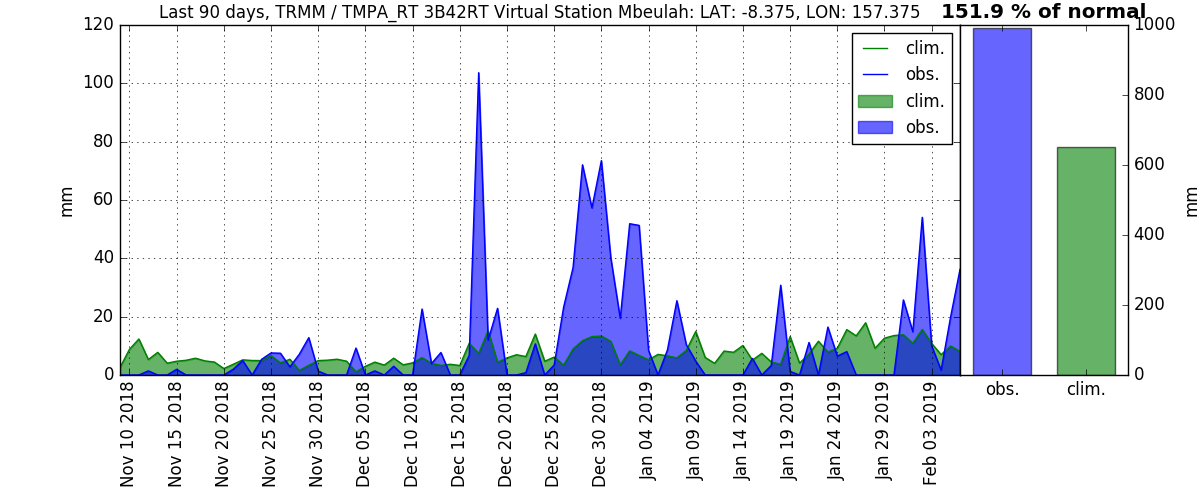 Last 90 days, TRMM / TMPA_RT 3B42RT Virtual Station Mbeulah: LAT: -8.375, LON: 157.375
151.9 % of normal
120
100
80
60
40
20
0
mm
clim.
obs.
clim.
obs.
1000
800
600
400
200
0
mm
obs.
clim.
Nov 10 2018
Nov 15 2018
Nov 20 2018
Nov 25 2018
Nov 30 2018
Dec 05 2018
Dec 10 2018
Dec 15 2018
Dec 20 2018
Dec 25 2018
Dec 30 2018
Jan 04 2019
Jan 09 2019
Jan 14 2019
Jan 19 2019
Jan 24 2019
Jan 29 2019
Feb 03 2019